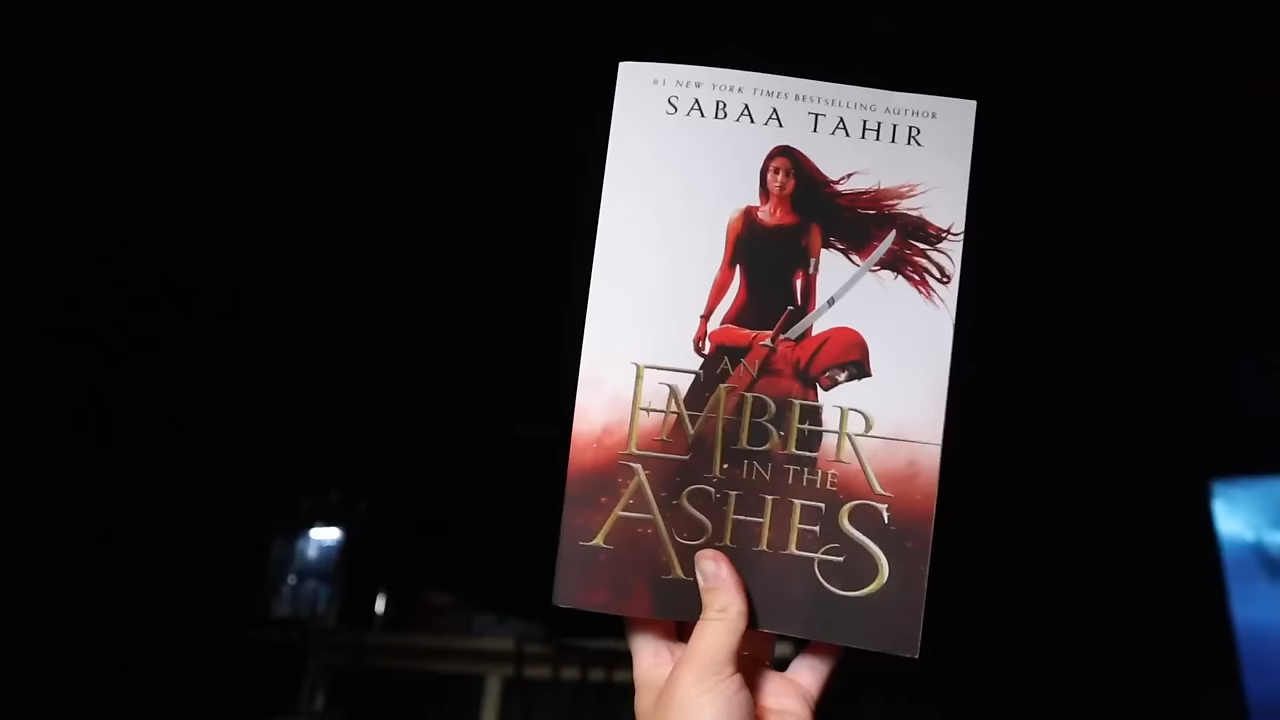 #1 NEW YORK TIMES BESTSELLING AUTHOR
SABAA TAHIR
AN
EMBER
IN THE
ASHES